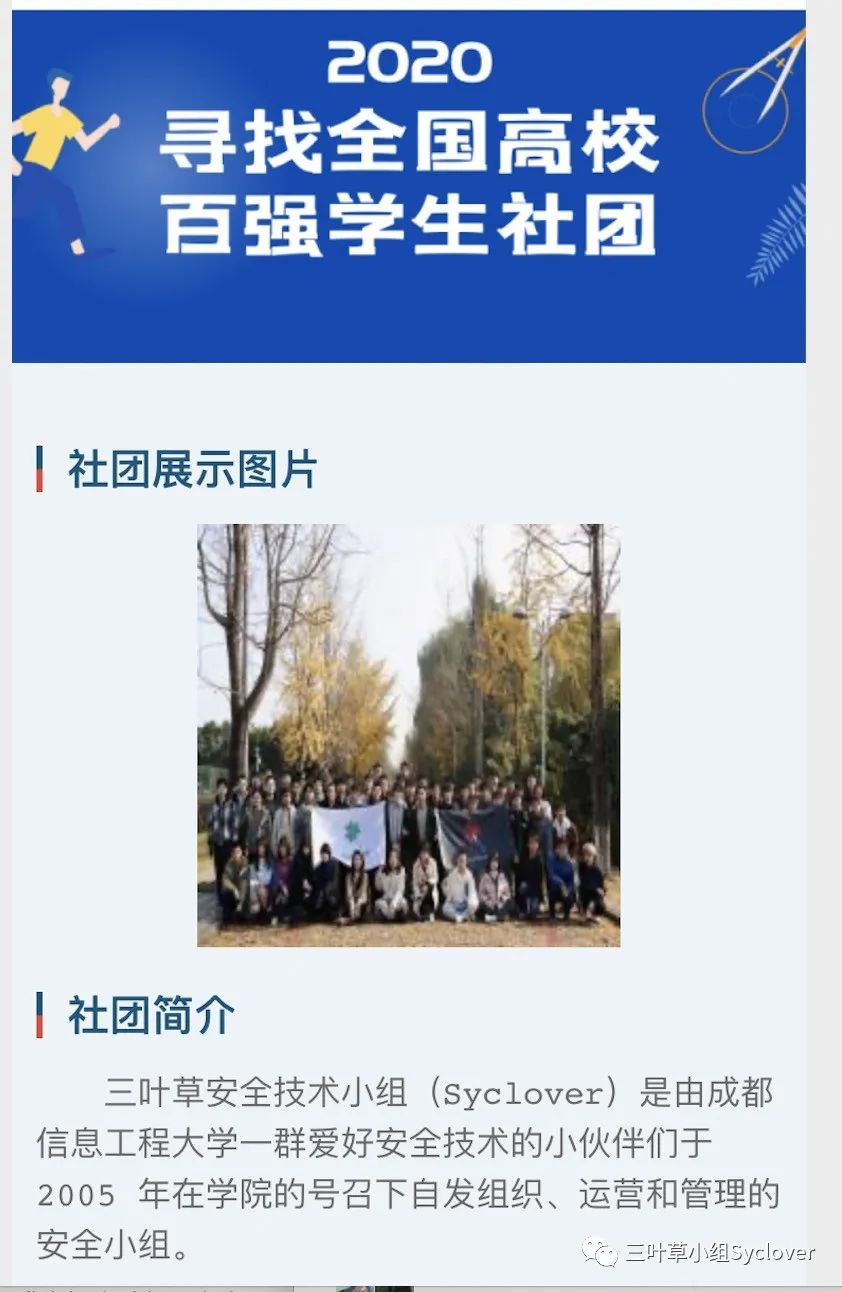 2020
寻找全国高校
百强学生社团
社团展示图片
社团简介
三叶草安全技术小组（Syclover）是由成都
信息工程大学一群爱好安全技术的小伙伴们于
2005 年在学院的号召下自发组织、运营和管理的
安全小组。
三叶草小组Syclover